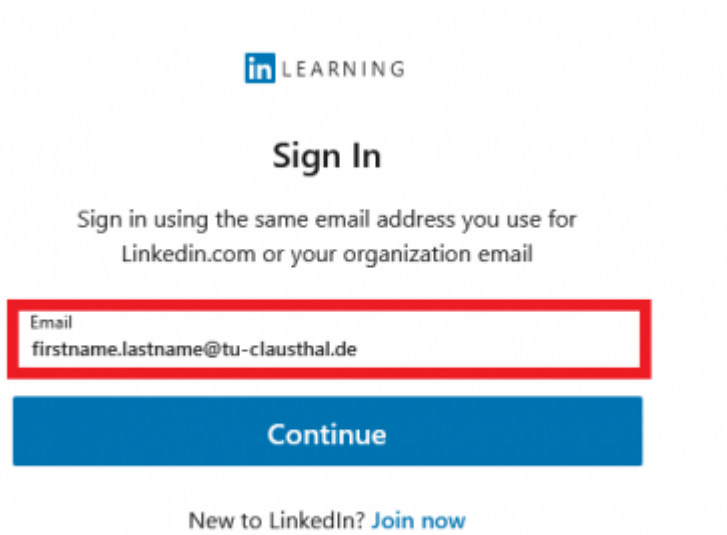 in LEARNING
Sign In
Sign in using the same email address you use for
Linkedin.com or your organization email
Email
firstname.lastname@tu-clausthal.de
Continue
New to LinkedIn? Join now